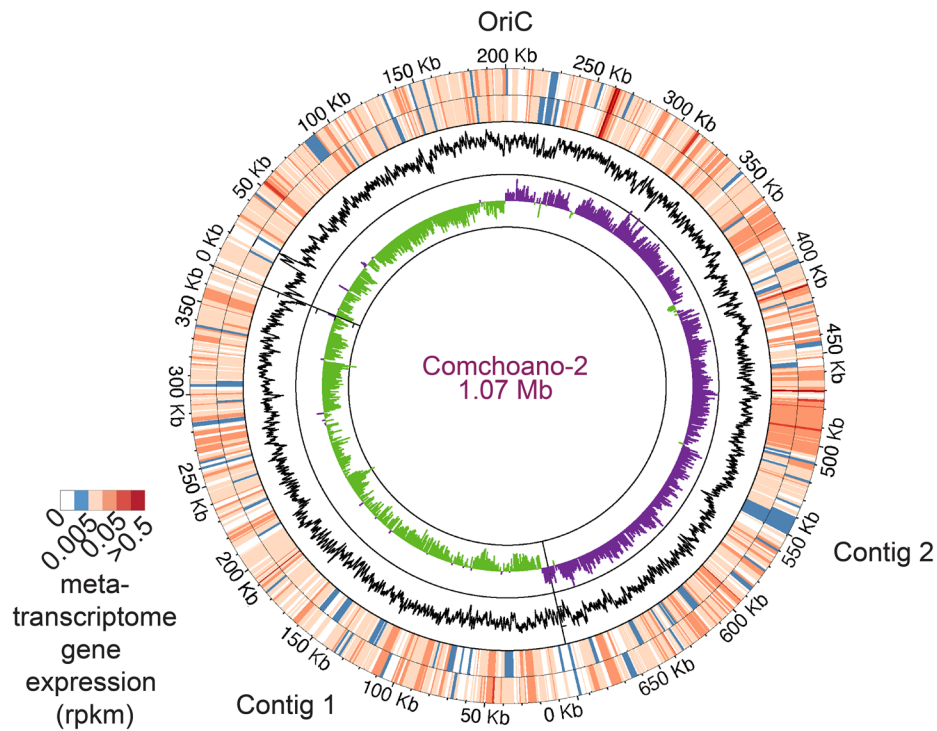 OriC
200 Kb
250 Kb
300 Kb
350 Kb
400 Kb
450 Kb
500 Kb
550 Kb
600 Kb
650 Kb
0 Kb
50 Kb
100 Kb
150 Kb
200 Kb
250 Kb
300 Kb
350 Kb
0 Kb
50 Kb
100 Kb
150 Kb
Comchoano-2
1.07 Mb
Contig 2
Contig 1
0
0.005
0.05
>0.5
meta-
transcriptome
gene
expression
(rpkm)